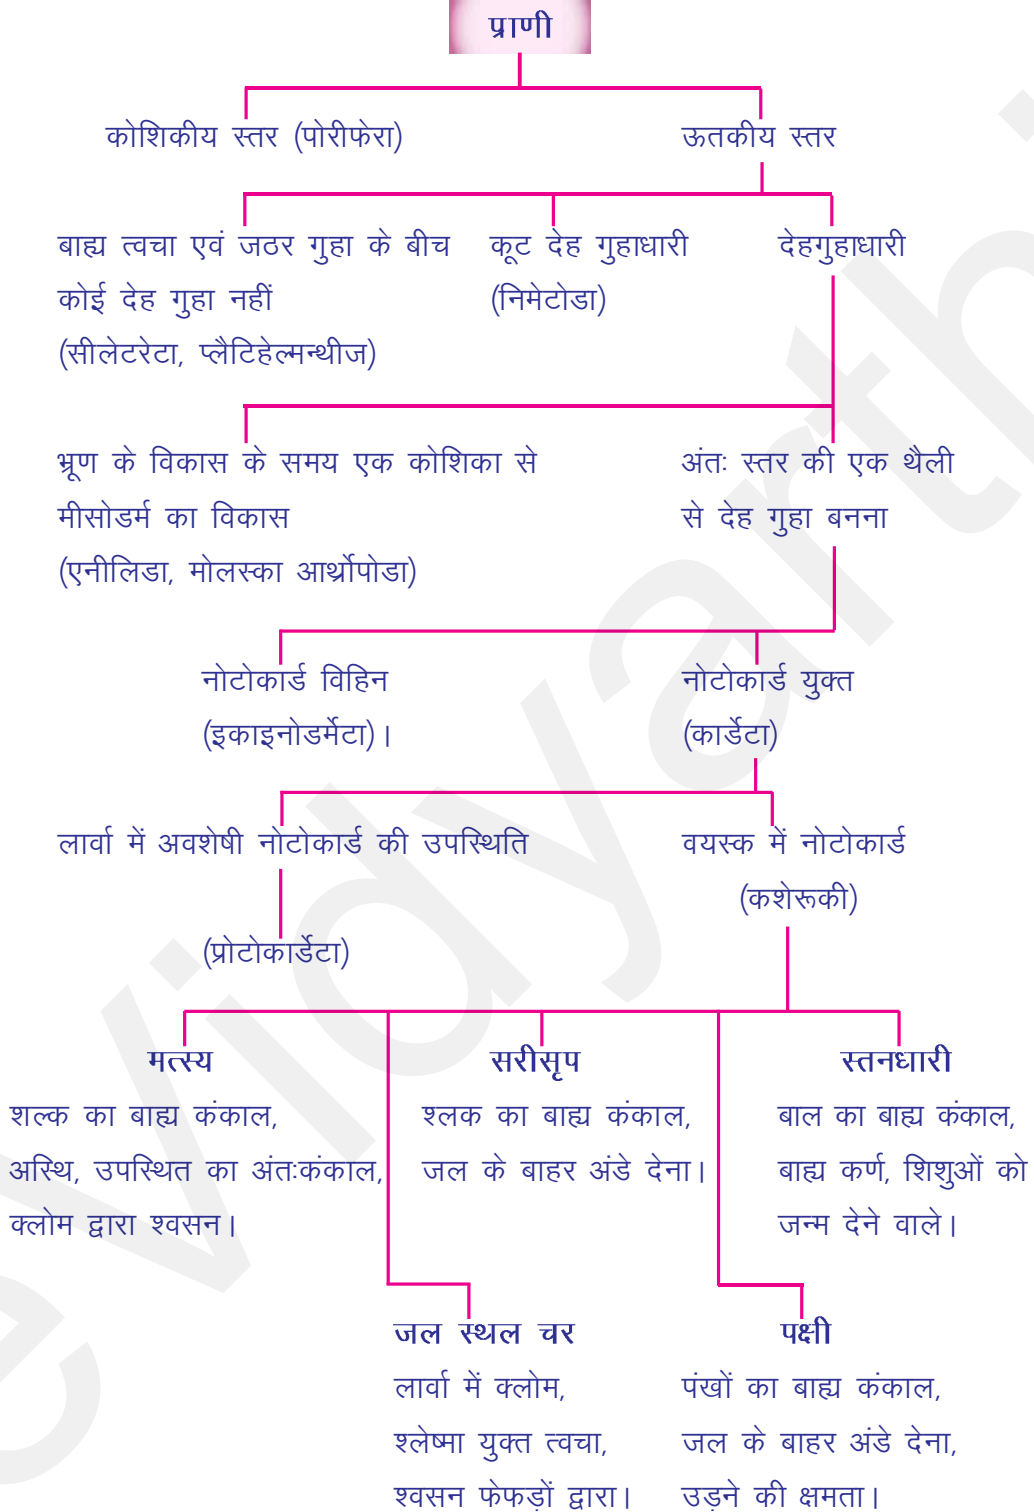 प्राणी
कोशिकीय स्तर (पोरीफेरा)
ऊतकीय स्तर
बाह्य त्वचा एवं जठर गुहा के बीच
कोई देह गुहा नहीं
(सीलेटरेटा, प्लैटिहेल्मन्थीज)
कूट देह गुहाधारी
(निमेटोडा)
देहगुहाधारी
भ्रूण के विकास के समय एक कोशिका से
मीसोडर्म का विकास
(एनीलिडा, मोलस्का आर्थ्रोपोडा)
अंतः स्तर की एक थैली
से देह गुहा बनना
नोटोकार्ड विहिन
(इकाइनोडर्मेटा)।
नोटोकार्ड युक्त
(कार्डेटा)
लार्वा में अवशेषी नोटोकार्ड की उपस्थिति
(प्रोटोकार्डेटा)
वयस्क में नोटोकार्ड
(कशेरूकी)
मत्स्य
शल्क का बाह्य कंकाल,
अस्थि, उपस्थित का अंतःकंकाल,
क्लोम द्वारा श्वसन।
सरीसृप
श्लक का बाह्य कंकाल,
जल के बाहर अंडे देना।
स्तनधारी
बाल का बाह्य कंकाल,
बाह्य कर्ण, शिशुओं को
जन्म देने वाले।
जल स्थल चर
लार्वा में क्लोम,
श्लेष्मा युक्त त्वचा,
श्वसन फेफड़ों द्वारा।
पक्षी
पंखों का बाह्य कंकाल,
जल के बाहर अंडे देना,
उड़ने की क्षमता।
eVidyarthi